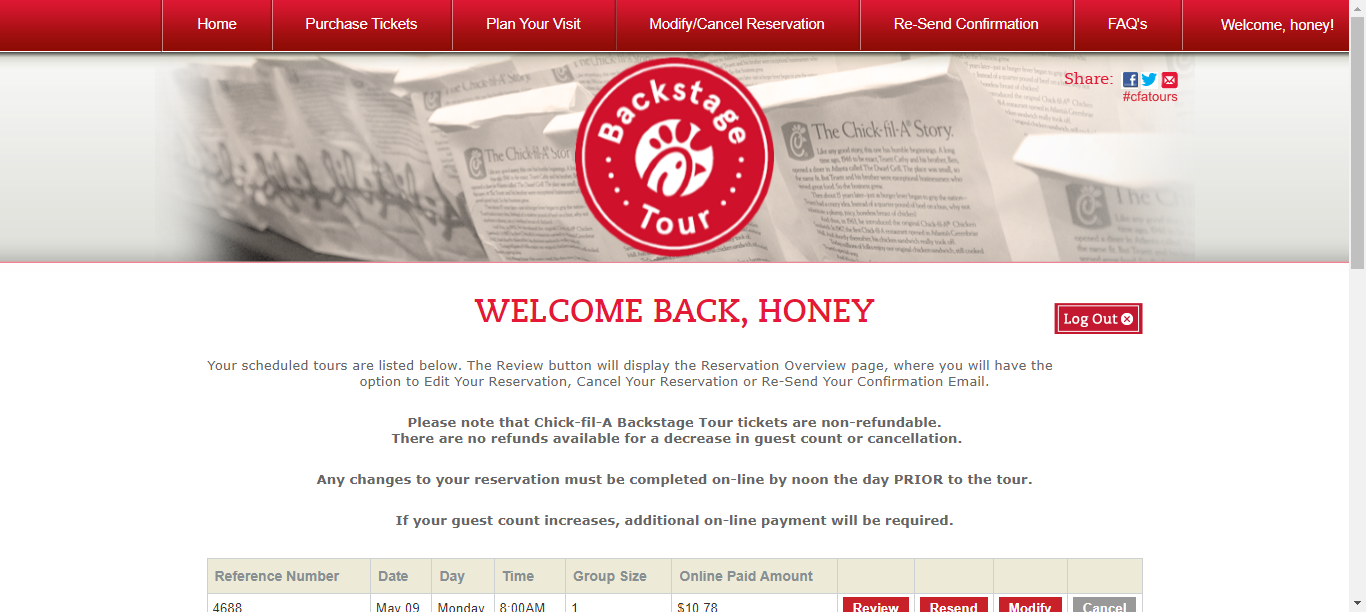 Home Purchase Tickets Plan Your Visit Modify/Cancel Reservation Re-Send Confirmation FAQ's Welcome, honey!
Share:
#cfatours
Backstage
Tour
The Chick-fil-A Story
The Chick-fil-A® Story.
WELCOME BACK, HONEY
Log Out
Your scheduled tours are listed below. The Review button will display the Reservation Overview page, where you will have the
option to Edit Your Reservation, Cancel Your Reservation or Re-Send Your Confirmation Email.
Please note that Chick-fil-A Backstage Tour tickets are non-refundable.
There are no refunds available for a decrease in guest count or cancellation.
Any changes to your reservation must be completed on-line by noon the day PRIOR to the tour.
If your guest count increases, additional on-line payment will be required.
Reference Number Date Day Time Group Size Online Paid Amount
4688 May 09 Monday 8:00AM 1 $10.78 Review Resend Modify Cancel